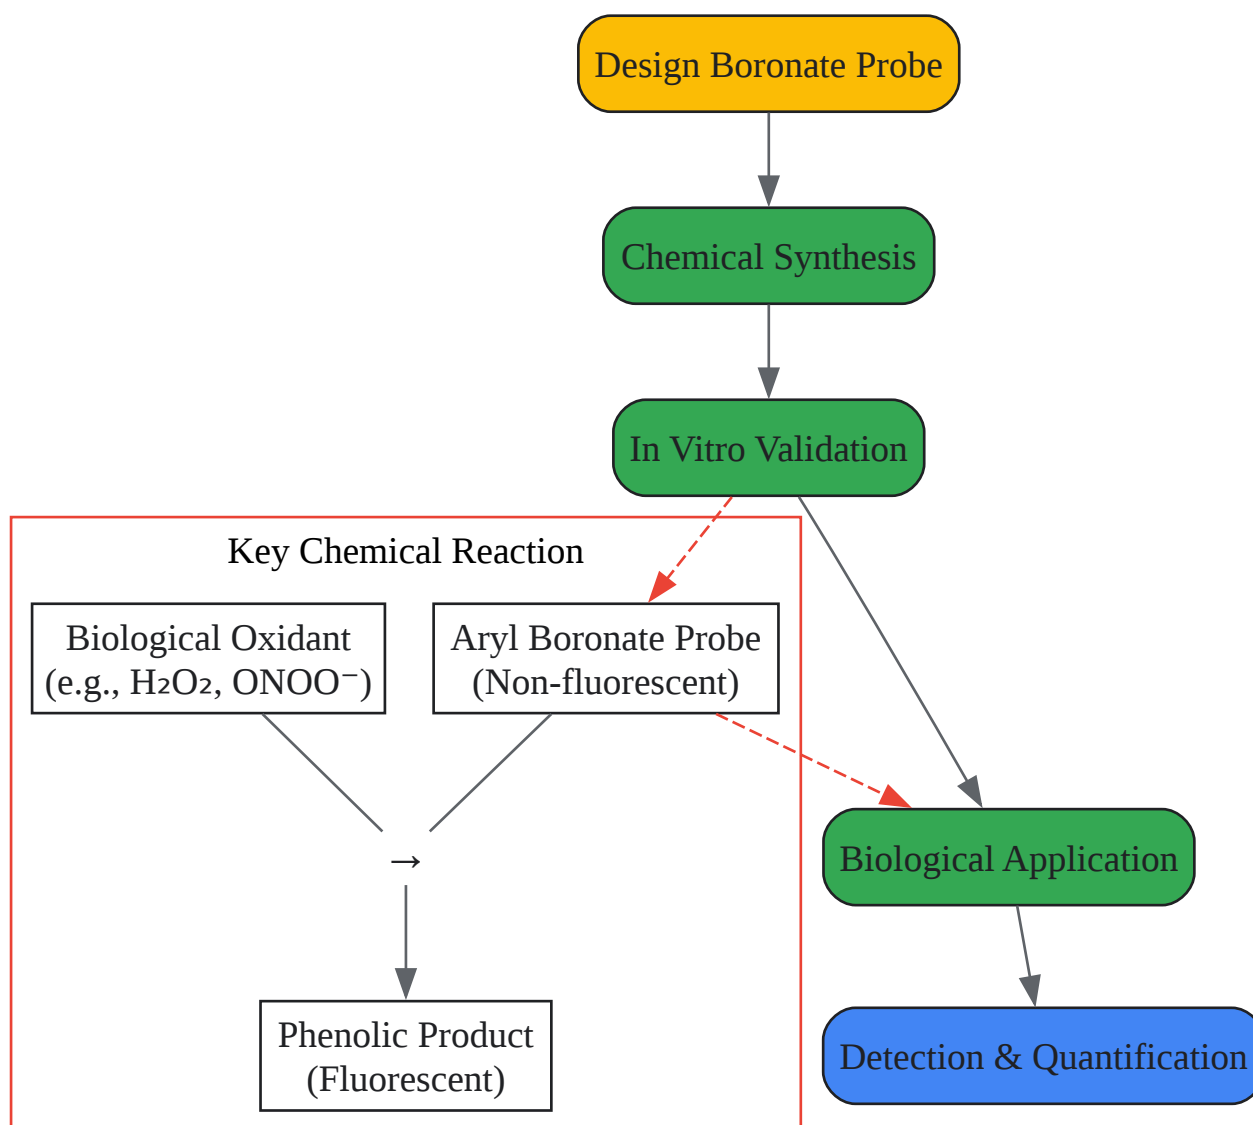 Design Boronate Probe
Chemical Synthesis
In Vitro Validation
Key Chemical Reaction
Biological Oxidant
(e.g., H₂O₂, ONOO⁻)
Aryl Boronate Probe
(Non-fluorescent)
→
Biological Application
Phenolic Product
(Fluorescent)
Detection & Quantification